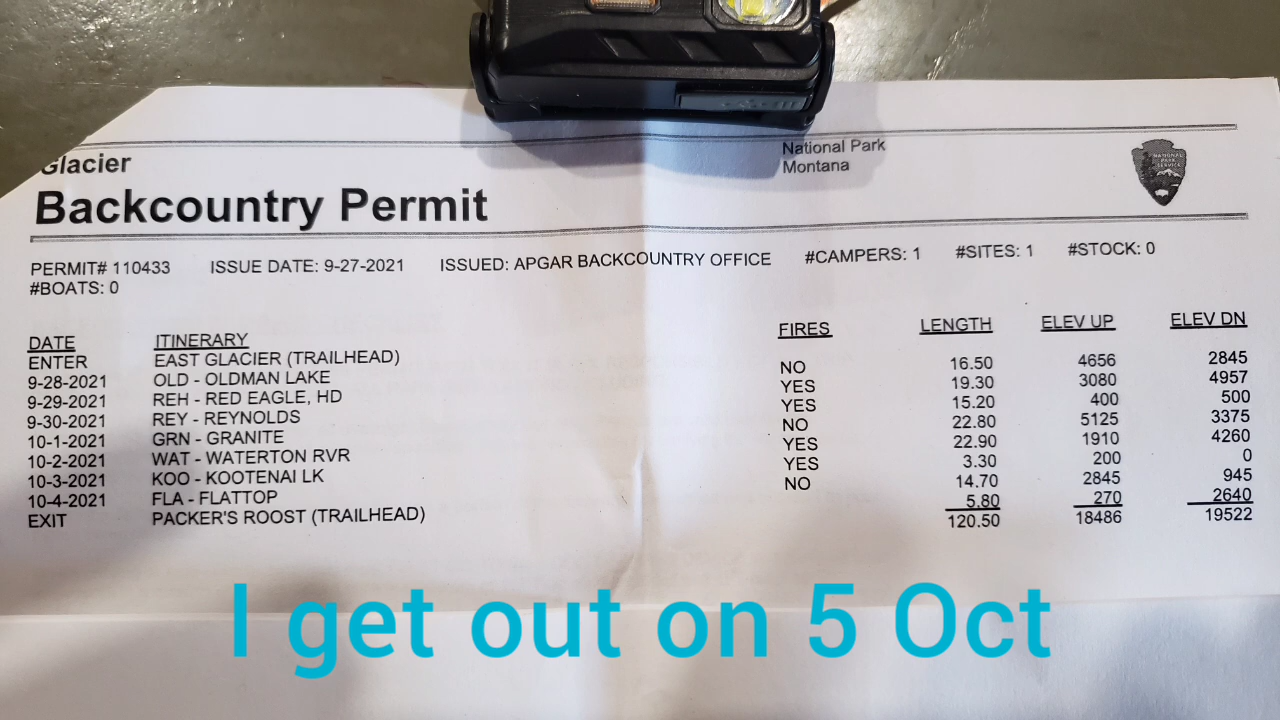 Glacier
National Park
Montana
NATIONAL PARK SERVICE
Backcountry Permit
PERMIT# 110433 ISSUE DATE: 9-27-2021 ISSUED: APGAR BACKCOUNTRY OFFICE #CAMPERS: 1 #SITES: 1 #STOCK: 0
#BOATS: 0
DATE ITINERARY FIRES LENGTH ELEV UP ELEV DN
ENTER EAST GLACIER (TRAILHEAD) 16.50 4656 2845
9-28-2021 OLD - OLDMAN LAKE NO 19.30 3080 4957
9-29-2021 REH - RED EAGLE, HD YES 15.20 400 500
9-30-2021 REY - REYNOLDS YES 22.80 5125 3375
10-1-2021 GRN - GRANITE NO 22.90 1910 4260
10-2-2021 WAT - WATERTON RVR YES 3.30 200 0
10-3-2021 KOO - KOOTENAI LK YES 14.70 2845 945
10-4-2021 FLA - FLATTOP NO 5.80 270 2640
EXIT PACKER'S ROOST (TRAILHEAD) 120.50 18486 19522
I get out on 5 Oct